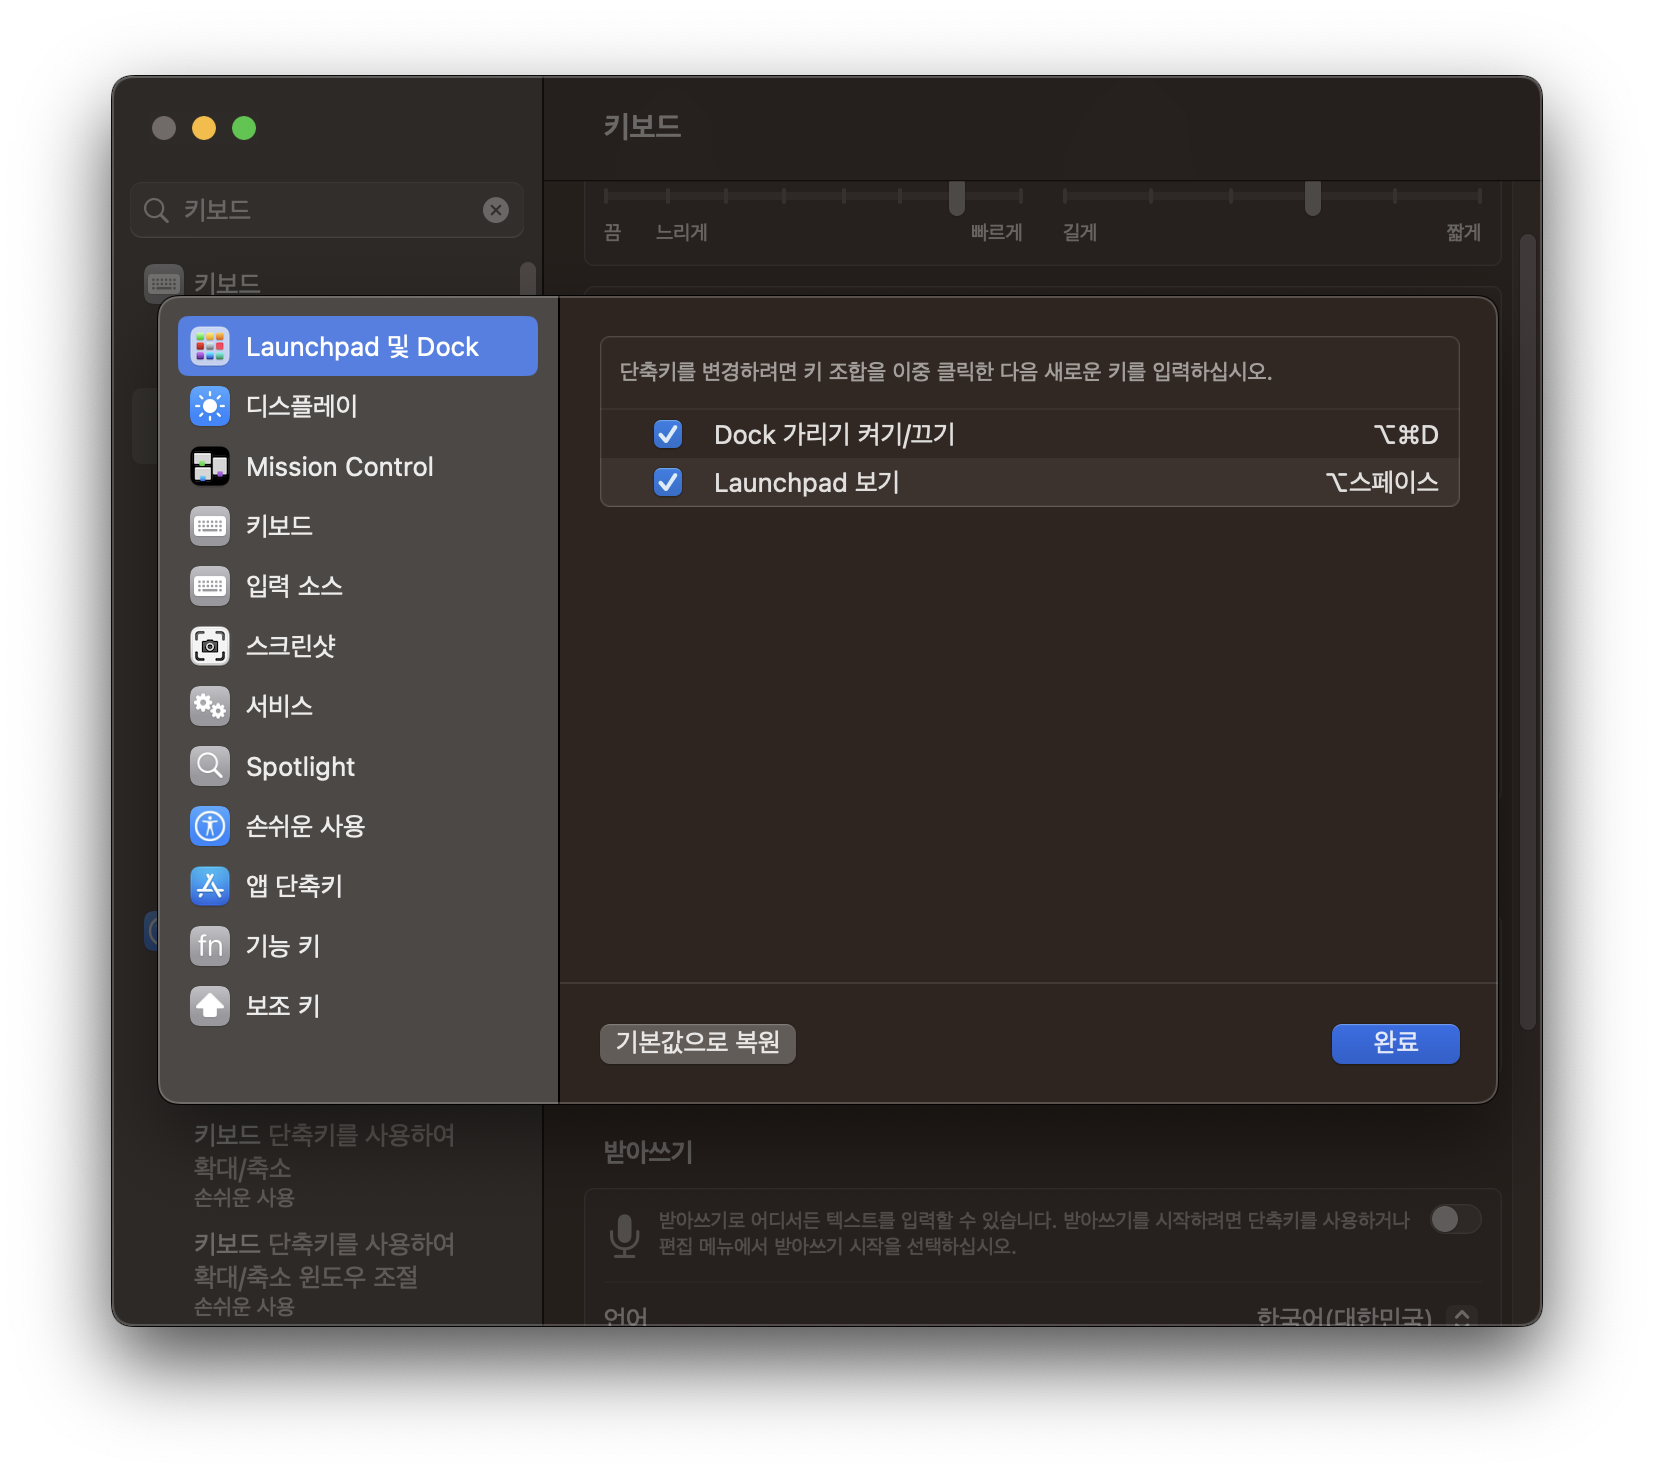 키보드
키보드
끔
느리게
빠르게
길게
짧게
키보드
Launchpad 및 Dock
디스플레이
Mission Control
키보드
입력 소스
스크린샷
서비스
Spotlight
손쉬운 사용
앱 단축키
fn 기능 키
보조 키
단축키를 변경하려면 키 조합을 이중 클릭한 다음 새로운 키를 입력하십시오.
Dock 가리기 켜기/끄기 ⌥⌘D
Launchpad 보기 ⌥스페이스
기본값으로 복원
완료
키보드 단축키를 사용하여
확대/축소
손쉬운 사용
키보드 단축키를 사용하여
확대/축소 윈도우 조절
손쉬운 사용
받아쓰기
받아쓰기로 어디서든 텍스트를 입력할 수 있습니다. 받아쓰기를 시작하려면 단축키를 사용하거나
편집 메뉴에서 받아쓰기 시작을 선택하십시오.
언어
한국어(대한민국)